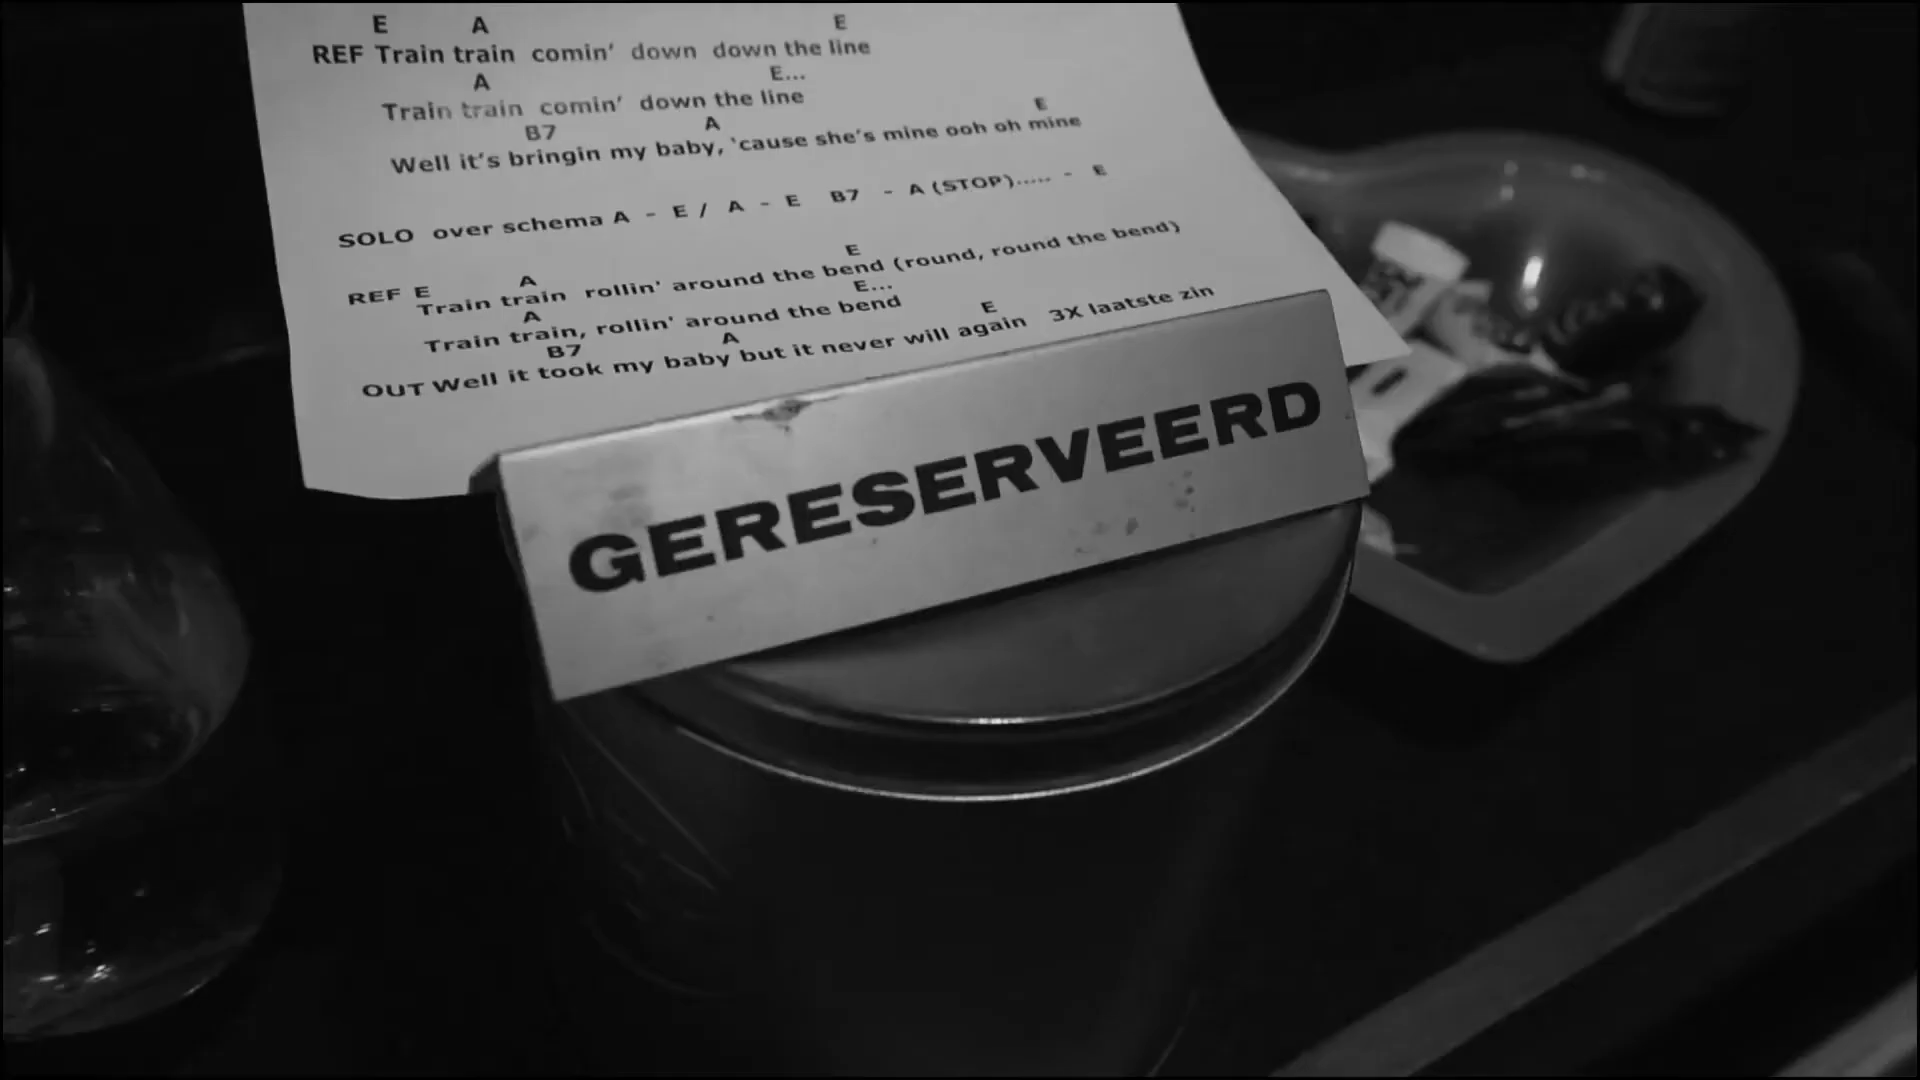 E A E
REF Train train comin' down down the line
A E...
Train train comin' down the line
B7 A E
Well it's bringin my baby, 'cause she's mine ooh oh mine
SOLO over schema A - E / A - E B7 - A (STOP)..... - E
REF E A E
Train train rollin' around the bend (round, round the bend)
A E...
Train train, rollin' around the bend
B7 A E
OUT Well it took my baby but it never will again 3X laatste zin
GERESERVEERD